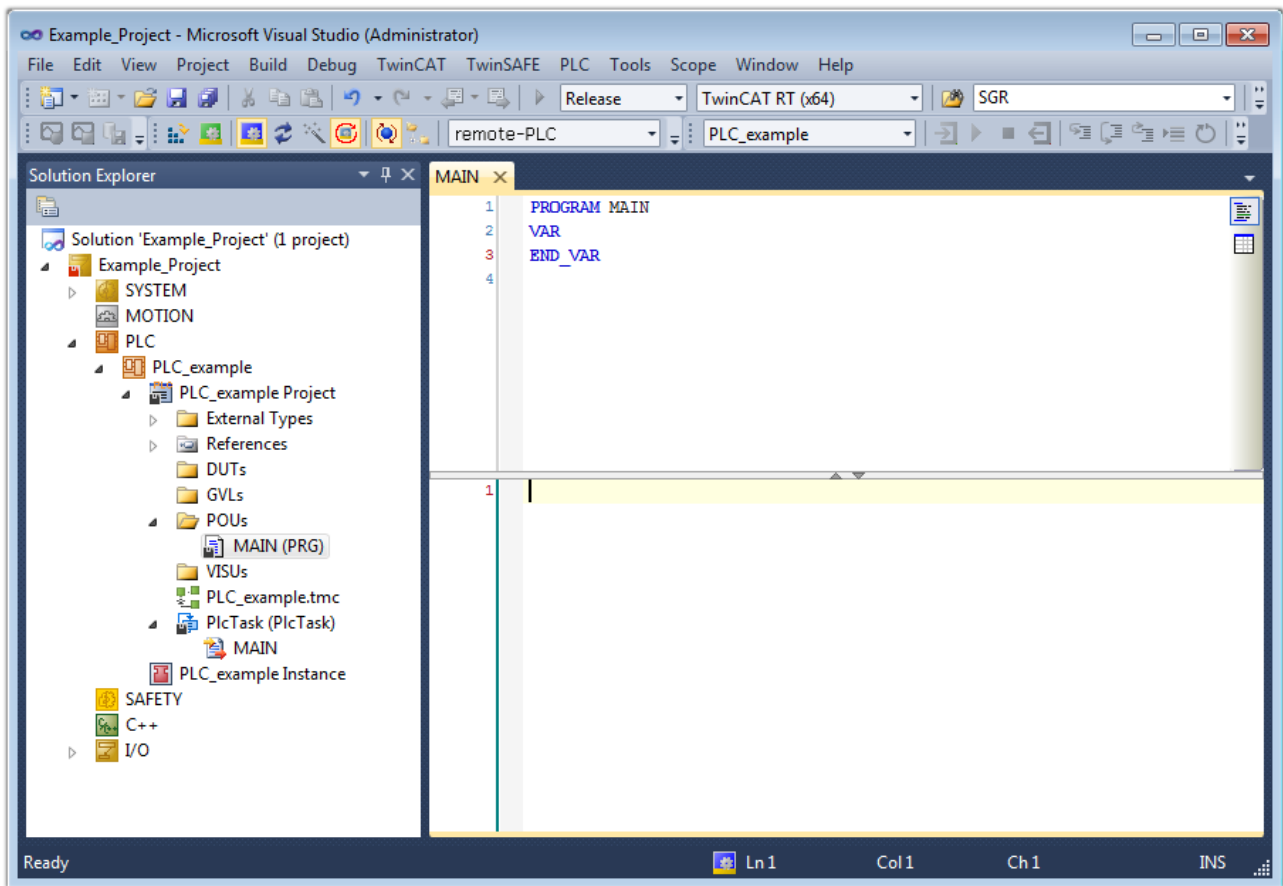 Example_Project - Microsoft Visual Studio (Administrator)
File Edit View Project Build Debug TwinCAT TwinSAFE PLC Tools Scope Window Help
Release TwinCAT RT (x64) SGR
remote-PLC PLC_example
Solution Explorer
MAIN
Solution 'Example_Project' (1 project)
Example_Project
SYSTEM
MOTION
PLC
PLC_example
PLC_example Project
External Types
References
DUTs
GVLs
POUs
MAIN (PRG)
VISUs
PLC_example.tmc
PlcTask (PlcTask)
MAIN
PLC_example Instance
SAFETY
C++
I/O
1 PROGRAM MAIN
2 VAR
3 END_VAR
4
1
Ready Ln 1 Col 1 Ch 1 INS